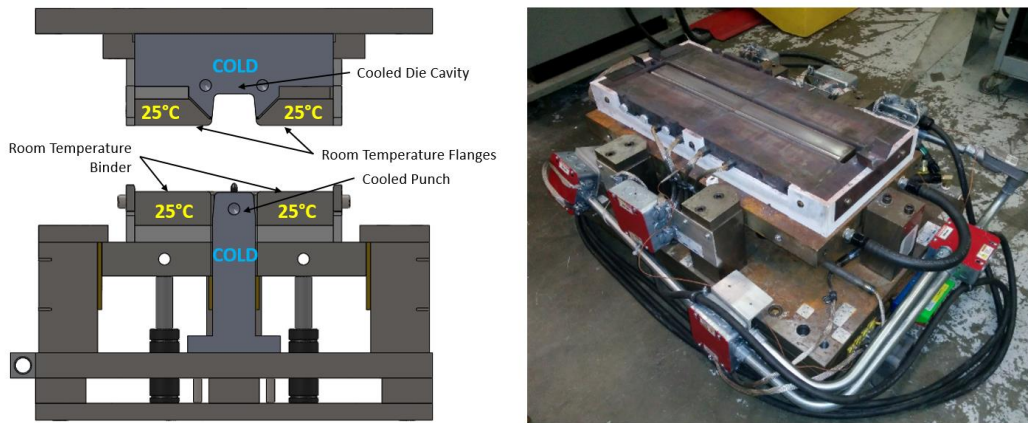 COLD
Cooled Die Cavity
25°C
25°C
Room Temperature
Binder
Room Temperature Flanges
Cooled Punch
25°C
25°C
COLD